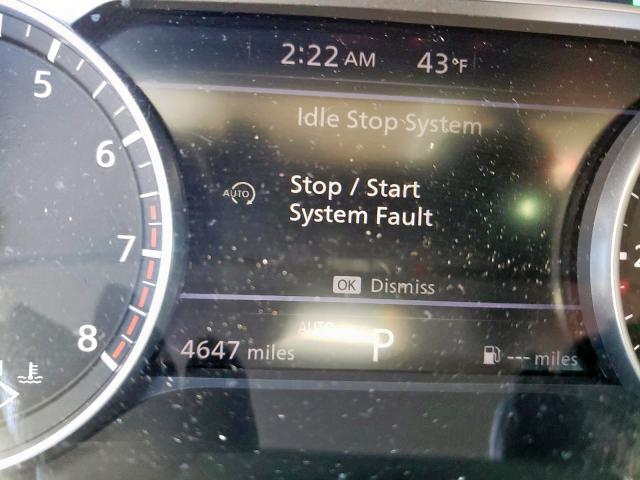 2:22 AM 43°F
Idle Stop System
AUTO
Stop / Start
System Fault
OK Dismiss
AUTO
4647 miles P --- miles
5
6
7
8
2